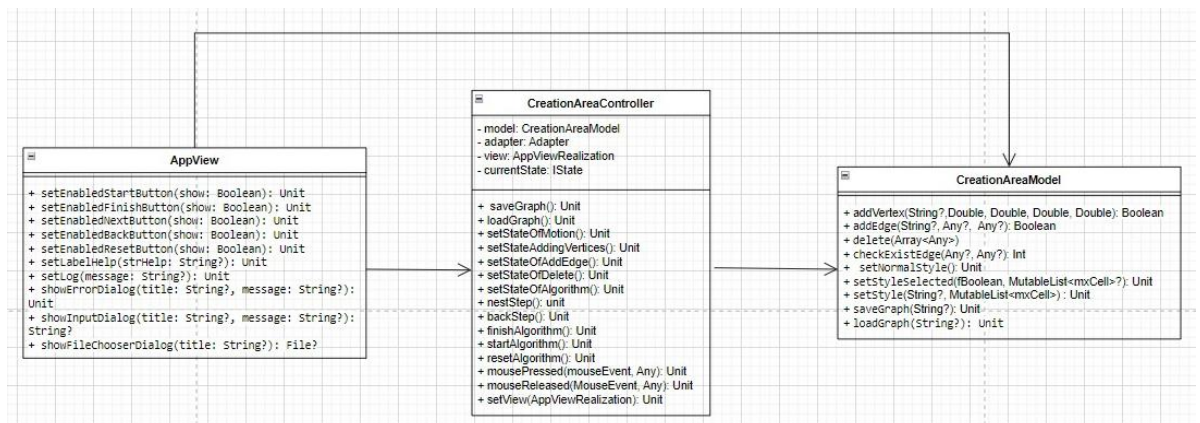 AppView
+ setEnabledStartButton(show: Boolean): Unit
+ setEnabledFinishButton(show: Boolean): Unit
+ setEnabledNextButton(show: Boolean): Unit
+ setEnabledBackButton(show: Boolean): Unit
+ setEnabledResetButton(show: Boolean): Unit
+ setLabelHelp(strHelp: String?): Unit
+ setLog(message: String?): Unit
+ showErrorDialog(title: String?, message: String?):
Unit
+ showInputDialog(title: String?, message: String?):
String?
+ showFileChooserDialog(title: String?): File?
CreationAreaController
- model: CreationAreaModel
- adapter: Adapter
- view: AppViewRealization
- currentState: IState
+ saveGraph(): Unit
+ loadGraph(): Unit
+ setStateOfMotion(): Unit
+ setStateAddingVertices(): Unit
+ setStateOfAddEdge(): Unit
+ setStateOfDelete(): Unit
+ setStateOfAlgorithm(): Unit
+ nestStep(): unit
+ backStep(): Unit
+ finishAlgorithm(): Unit
+ startAlgorithm(): Unit
+ resetAlgorithm(): Unit
+ mousePressed(mouseEvent, Any): Unit
+ mouseReleased(MouseEvent, Any): Unit
+ setView(AppViewRealization): Unit
CreationAreaModel
+ addVertex(String?,Double, Double, Double, Double): Boolean
+ addEdge(String?, Any?, Any?): Boolean
+ delete(Array<Any>)
+ checkExistEdge(Any?, Any?): Int
+ setNormalStyle(): Unit
+ setStyleSelected(fBoolean, MutableList<mxCell>?): Unit
+ setStyle(String?, MutableList<mxCell>) : Unit
+ saveGraph(String?): Unit
+ loadGraph(String?): Unit